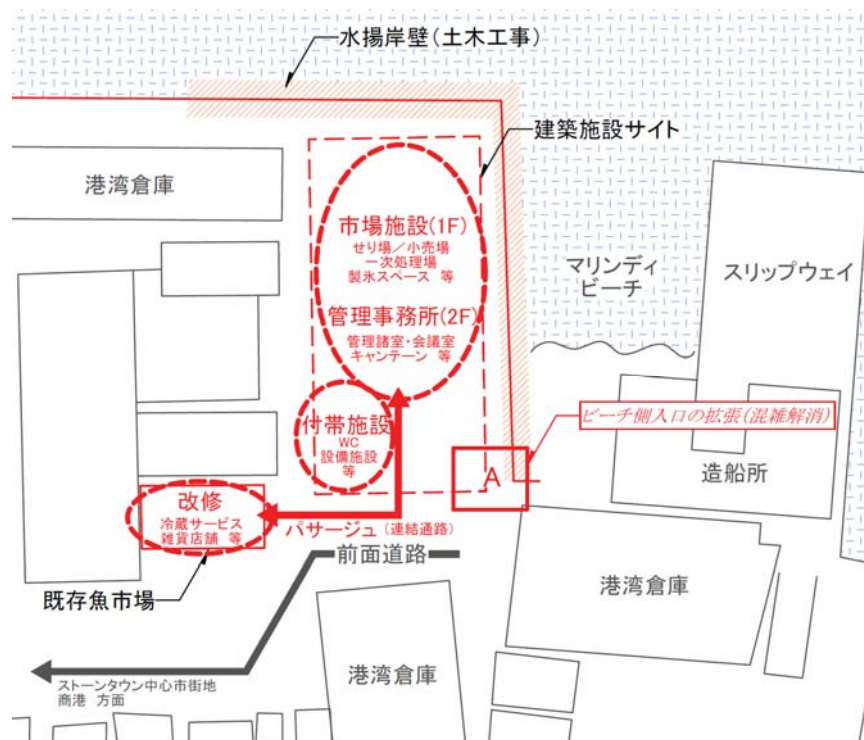 水揚岸壁(土木工事)
建築施設サイト
港湾倉庫
市場施設(1F)
せり場/小売場
一次処理場
製氷スペース 等
マリンディ
ビーチ
スリップウェイ
管理事務所(2F)
管理諸室・会議室
キャンテーン 等
付帯施設
WC
設備施設
等
ビーチ側入口の拡張(混雑解消)
A
造船所
改修
冷蔵サービス
雑貨店舗 等
パサージュ(連結通路)
前面道路
既存魚市場
港湾倉庫
港湾倉庫
ストーンタウン中心市街地
商港 方面